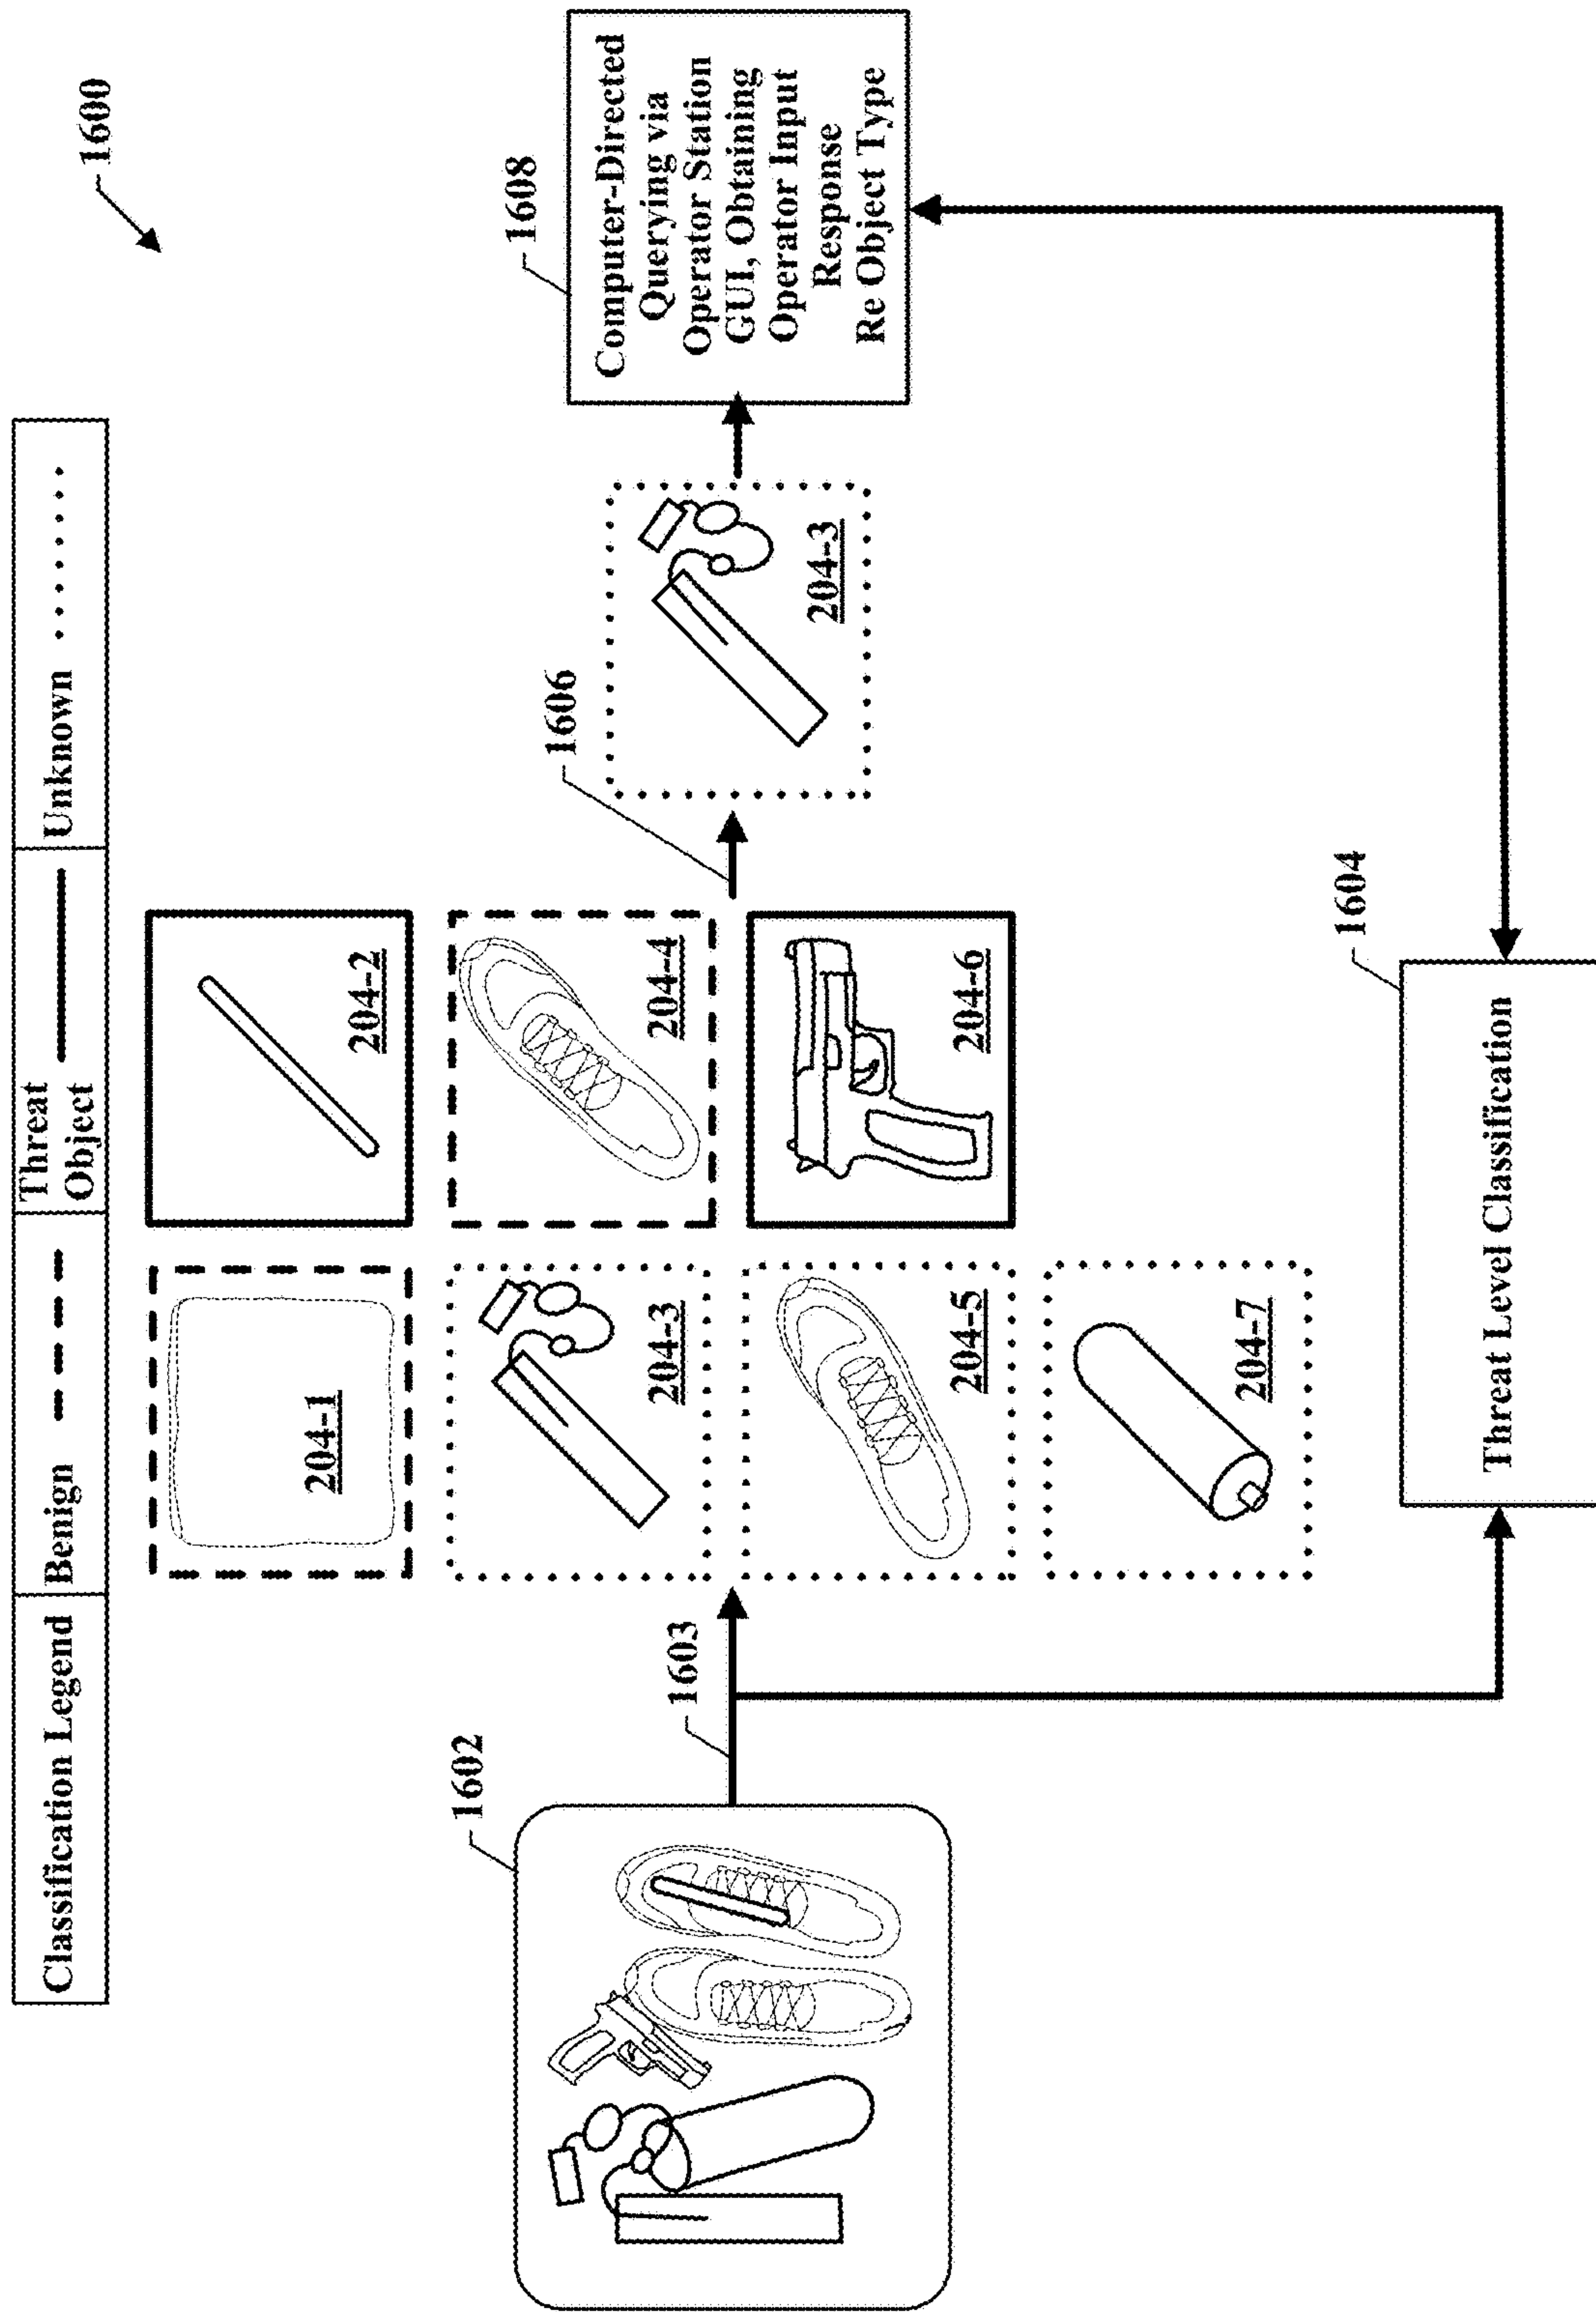 1600
Classification Legend
Benign
Threat
Object
Unknown
204-1
204-2
204-3
204-4
204-5
204-6
204-7
1602
1603
1606
204-3
1608
Computer-Directed
Querying via
Operator Station
GUI, Obtaining
Operator Input
Response
Re Object Type
1604
Threat Level Classification